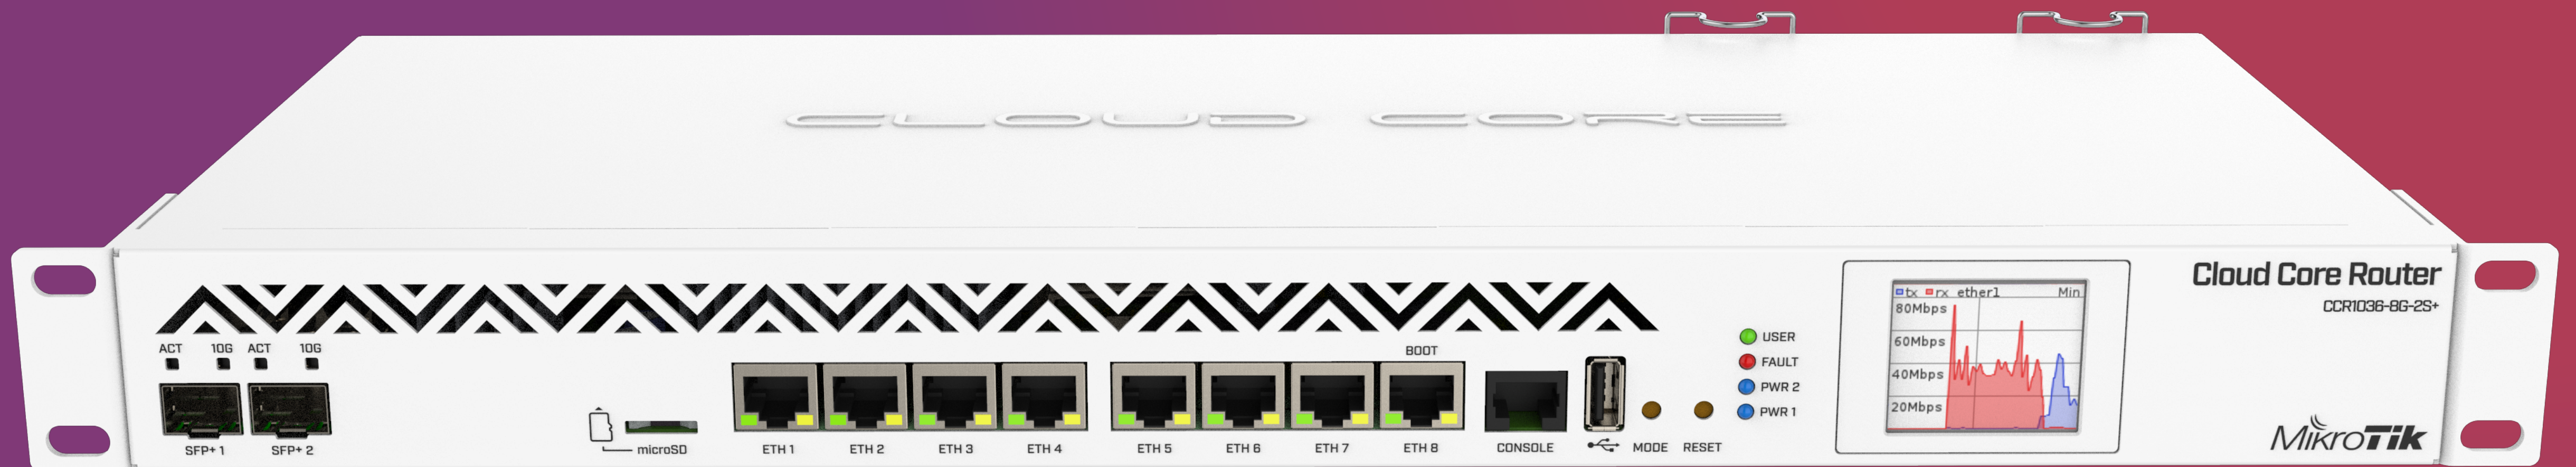 CLOUD CORE
Cloud Core Router
CCR1036-8G-2S+
tx rx ether1 Min
80Mbps
60Mbps
40Mbps
20Mbps
ACT 10G ACT 10G
SFP+ 1 SFP+ 2
microSD
BOOT
ETH 1 ETH 2 ETH 3 ETH 4 ETH 5 ETH 6 ETH 7 ETH 8
CONSOLE
MODE RESET
USER
FAULT
PWR 2
PWR 1
MikroTik